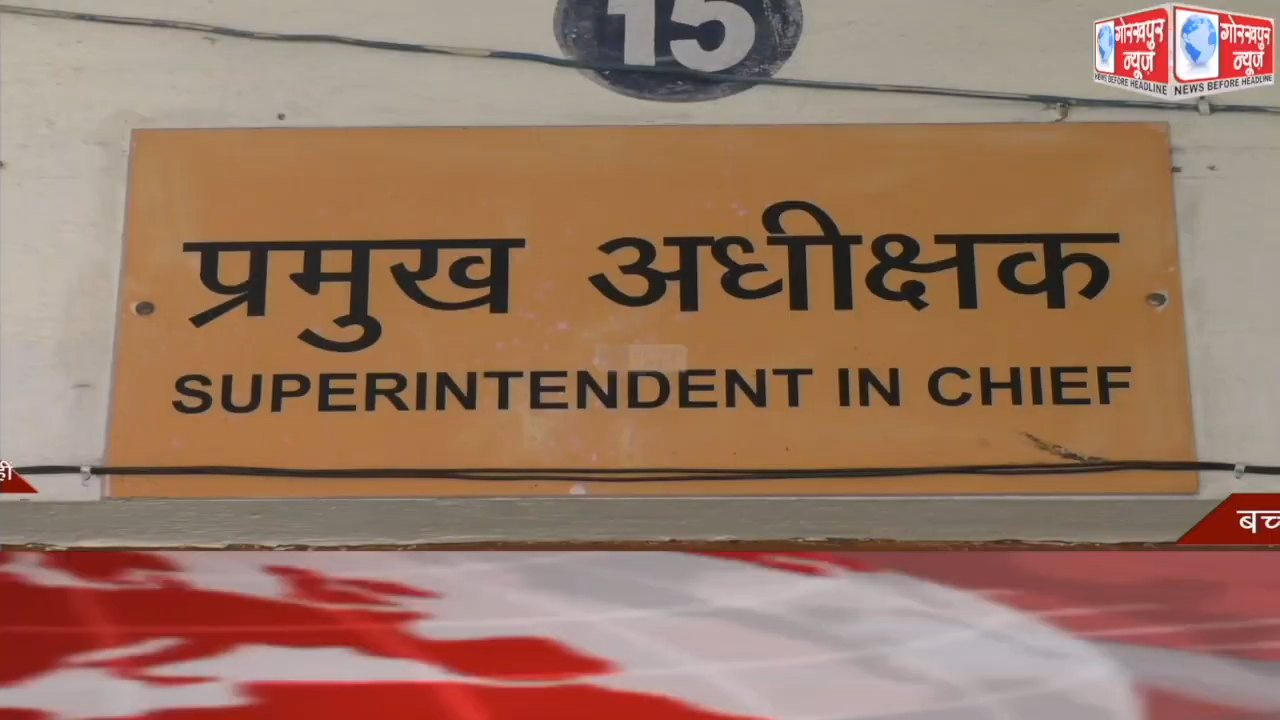 15
गोरखपुर
न्यूज़
NEWS BEFORE HEADLINE
गोरखपुर
न्यूज़
NEWS BEFORE HEADLINE
प्रमुख अधीक्षक
SUPERINTENDENT IN CHIEF